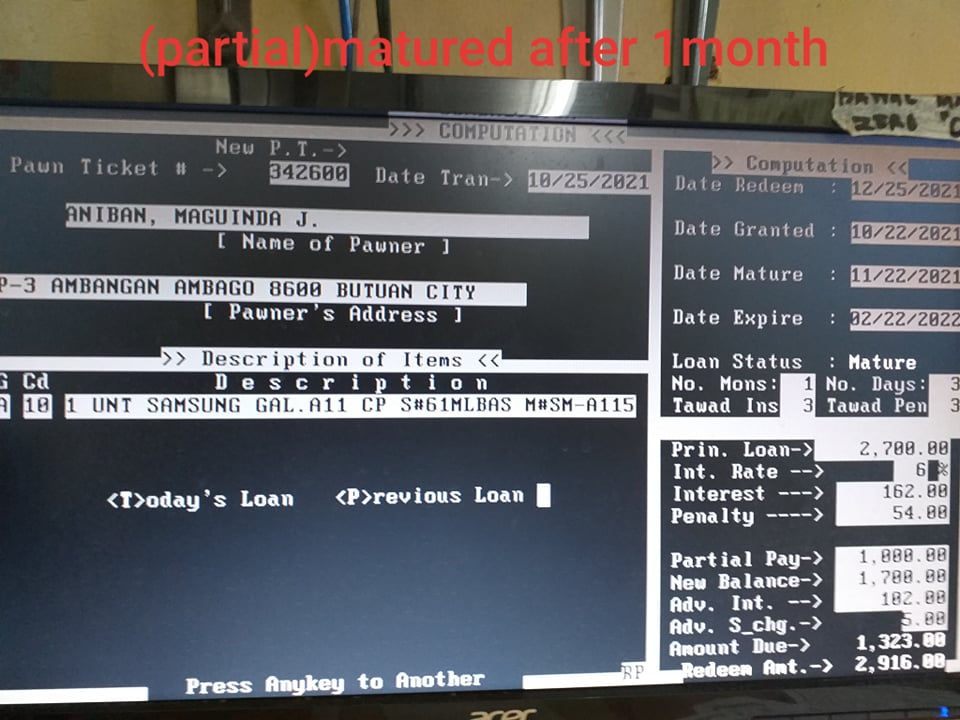 (partial)matured after 1month
>>> COMPUTATION <<<
New P.T.->
Pawn Ticket # -> 342600 Date Tran-> 10/25/2021
ANIBAN, MAGUINDA J.
[ Name of Pawner ]
P-3 AMBANGAN AMBAGO 8600 BUTUAN CITY
[ Pawner's Address ]
>> Description of Items <<
G Cd D e s c r i p t i o n
A 10 1 UNT SAMSUNG GAL.A11 CP S#61MLBAS M#SM-A115
<T>oday's Loan <P>revious Loan
Press Anykey to Another
RP
>> Computation <<
Date Redeem : 12/25/2021
Date Granted : 10/22/2021
Date Mature : 11/22/2021
Date Expire : 02/22/2022
Loan Status : Mature
No. Mons: 1 No. Days: 3
Tawad Ins 3 Tawad Pen 3
Prin. Loan-> 2,700.00
Int. Rate --> 6 %
Interest ---> 162.00
Penalty ----> 54.00
Partial Pay-> 1,000.00
New Balance-> 1,700.00
Adv. Int. --> 102.00
Adv. S_chg.-> 5.00
Amount Due-> 1,323.00
Redeem Amt.-> 2,916.00
ZERO
acer